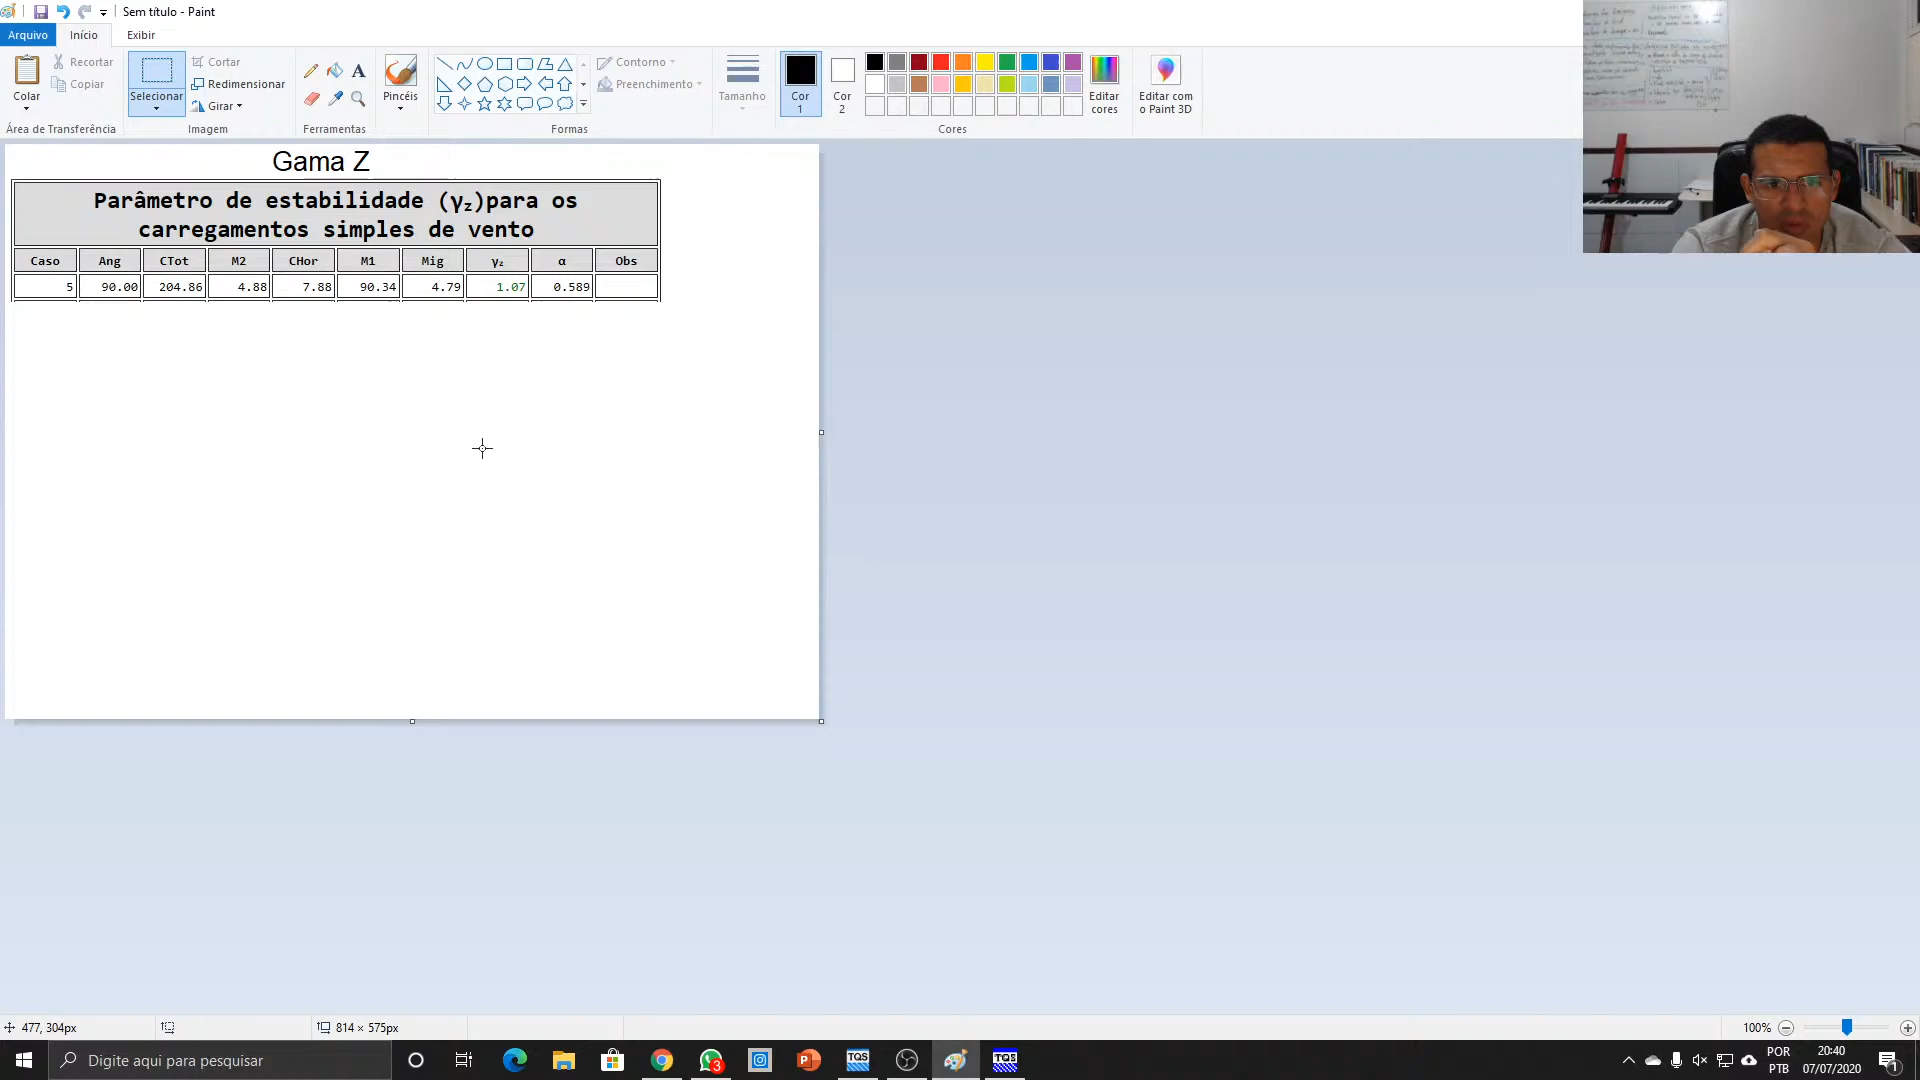 Sem título - Paint
Arquivo Início Exibir
Colar
Recortar
Copiar
Área de Transferência
Selecionar
Cortar
Redimensionar
Girar
Imagem
A
Ferramentas
Pincéis
Formas
Contorno
Preenchimento
Tamanho
Cor 1
Cor 2
Cores
Editar cores
Editar com o Paint 3D
Gama Z
Parâmetro de estabilidade (γz)para os
carregamentos simples de vento
Caso Ang CTot M2 CHor M1 Mig γz α Obs
5 90.00 204.86 4.88 7.88 90.34 4.79 1.07 0.589
477, 304px
814 × 575px
100%
Digite aqui para pesquisar
3
TQS
TQS
POR
PTB
20:40
07/07/2020
1